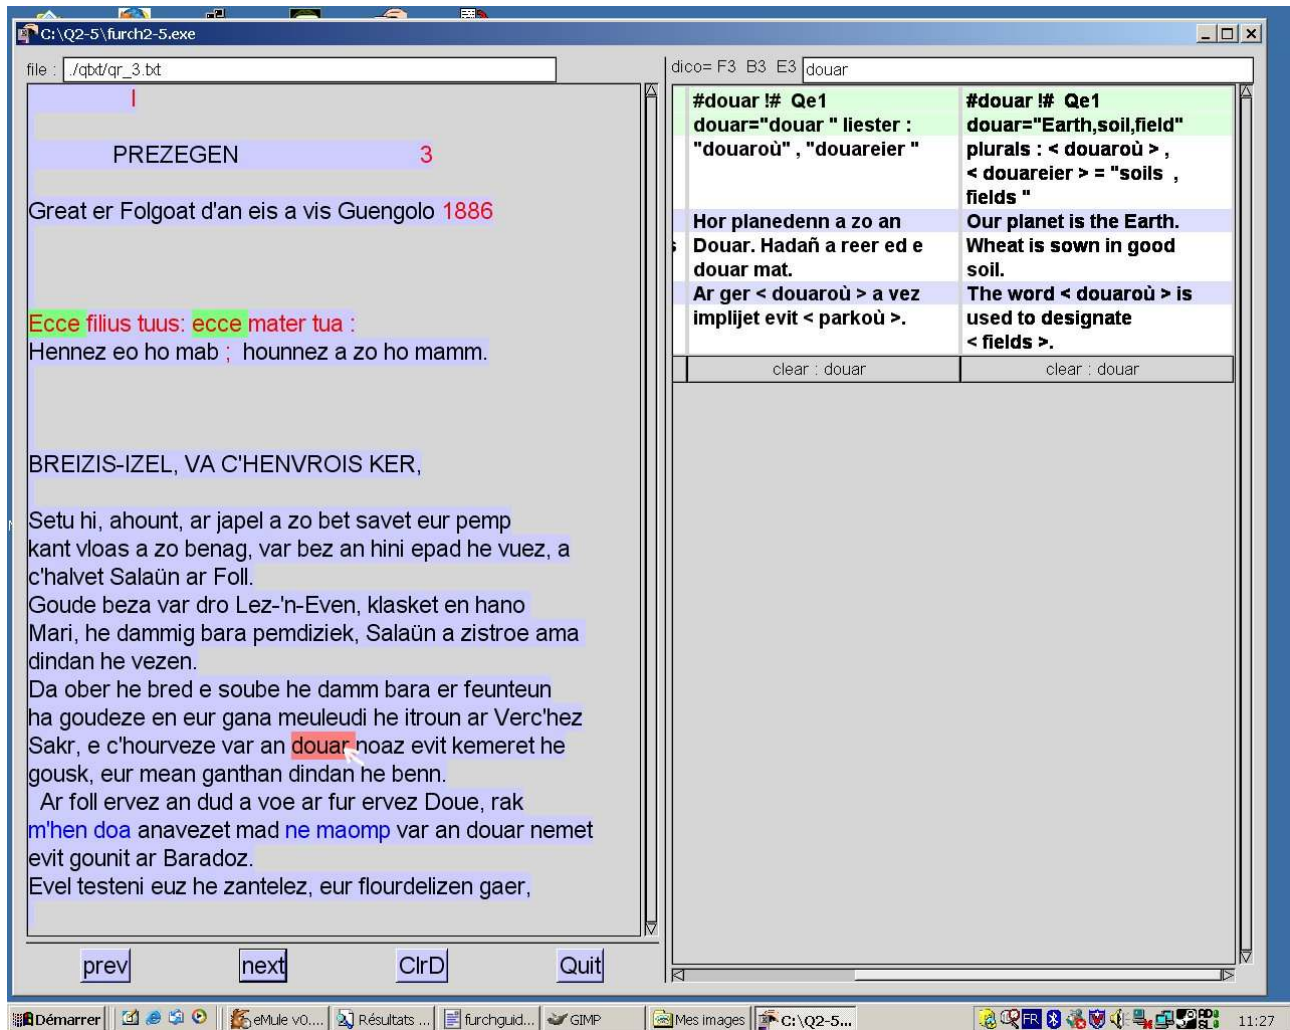 C:\Q2-5\furch2-5.exe
file : ./qtxt/qr_3.txt
I
PREZEGEN 3
Great er Folgoat d'an eis a vis Guengolo 1886
Ecce filius tuus: ecce mater tua :
Hennez eo ho mab ; hounnez a zo ho mamm.
BREIZIS-IZEL, VA C'HENVROIS KER,
Setu hi, ahount, ar japel a zo bet savet eur pemp
kant vloas a zo benag, var bez an hini epad he vuez, a
c'halvet Salaün ar Foll.
Goude beza var dro Lez-'n-Even, klasket en hano
Mari, he dammig bara pemdiziek, Salaün a zistroe ama
dindan he vezen.
Da ober he bred e soube he damm bara er feunteun
ha goudeze en eur gana meuleudi he itroun ar Verc'hez
Sakr, e c'hourveze var an douar noaz evit kemeret he
gousk, eur mean ganthan dindan he benn.
Ar foll ervez an dud a voe ar fur ervez Doue, rak
m'hen doa anavezet mad ne maomp var an douar nemet
evit gounit ar Baradoz.
Evel testeni euz he zantelez, eur flourdelizen gaer,
prev next ClrD Quit
dico= F3 B3 E3 douar
#douar !# Qe1
douar="douar " liester :
"douaroù" , "douareier "
Hor planedenn a zo an
Douar. Hadañ a reer ed e
douar mat.
Ar ger < douaroù > a vez
implijet evit < parkoù >.
clear : douar
#douar !# Qe1
douar="Earth,soil,field"
plurals : < douaroù > ,
< douareier > = "soils ,
fields "
Our planet is the Earth.
Wheat is sown in good
soil.
The word < douaroù > is
used to designate
< fields >.
clear : douar
Démarrer eMule v0.... Résultats ... furchguid... GIMP Mes images C:\Q2-5... FR 11:27